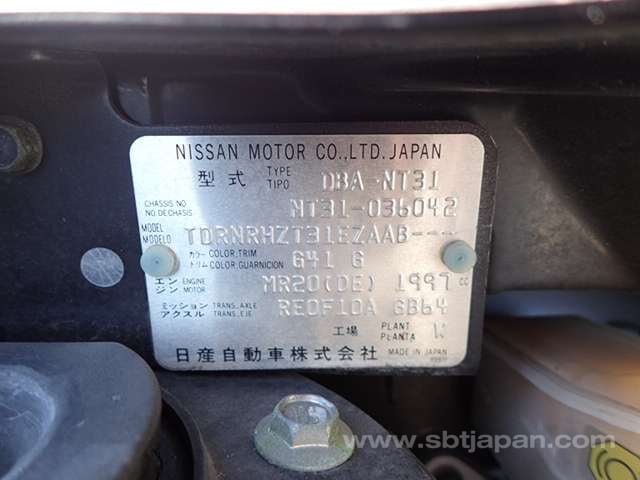 NISSAN MOTOR CO.,LTD.JAPAN
型式 TYPE TIPO DBA-NT31
CHASSIS NO NO.DE CHASIS NT31-036042
MODEL MODELO TDRNRHZT31EZAAB----
カラー COLOR,TRIM トリム COLOR,GUARNICION G41 G
エンジン ENGINE MOTOR MR20(DE) 1997 cc
ミッション TRANS,AXLE アクスル TRANS,EJE RE0F10A GB64
工場 PLANT PLANTA W
日産自動車株式会社 MADE IN JAPAN
www.sbtjapan.com